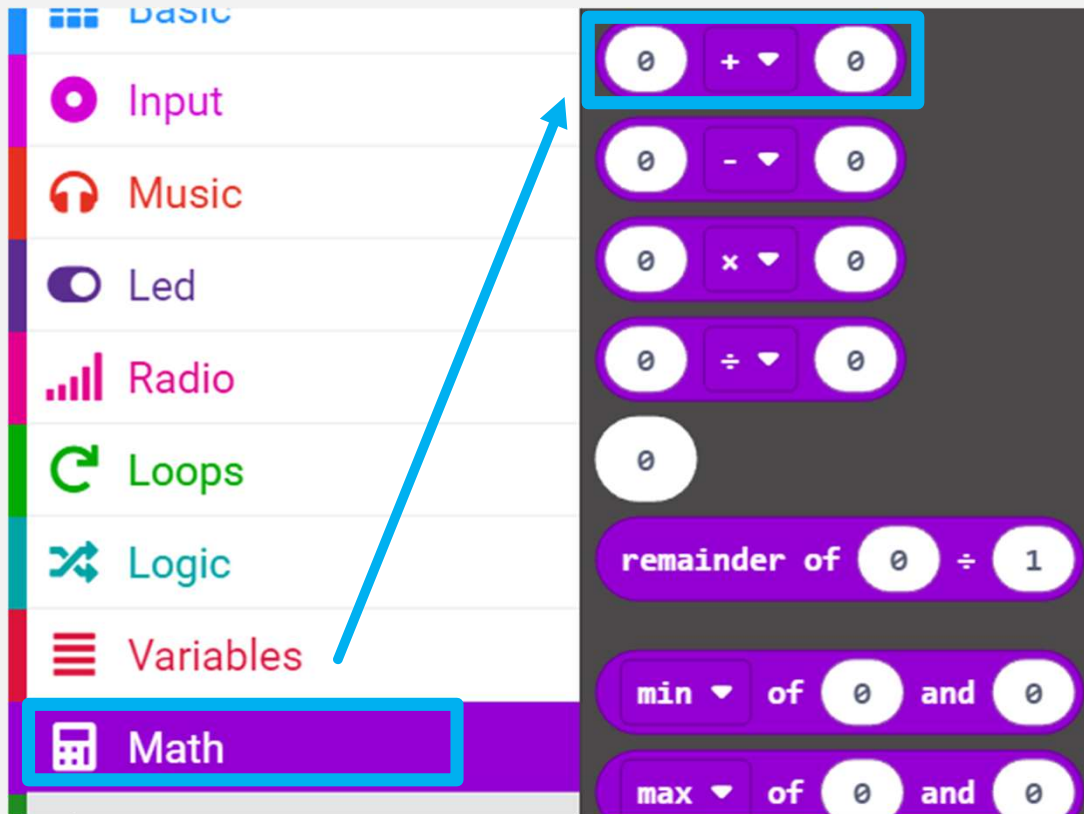 Basic
Input
Music
Led
Radio
Loops
Logic
Variables
Math
0 + 0
0 - 0
0 × 0
0 ÷ 0
0
remainder of 0 ÷ 1
min of 0 and 0
max of 0 and 0